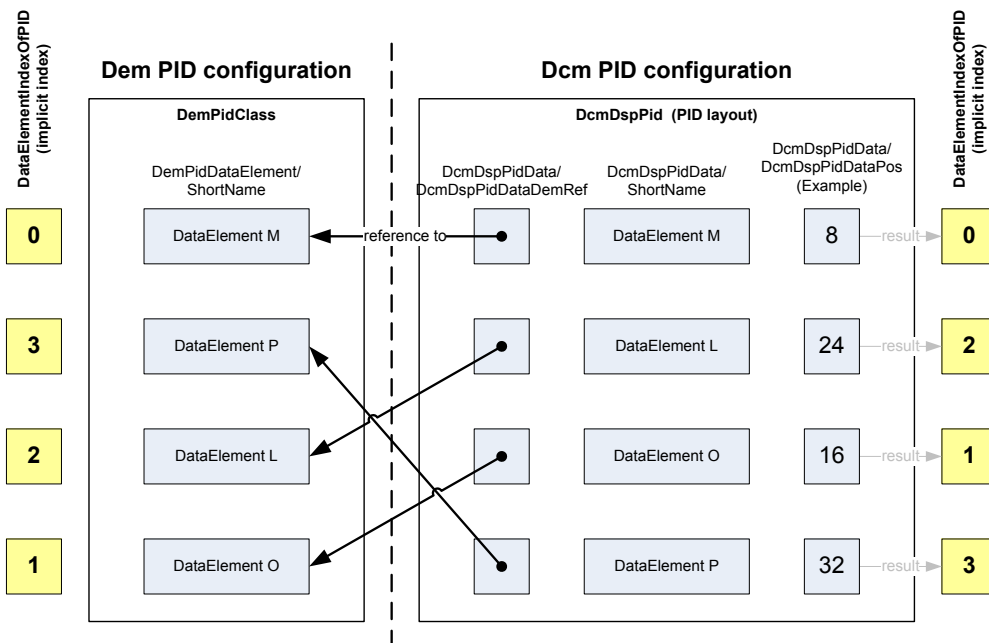 DataElementIndexOfPID
(implicit index)
Dem PID configuration
Dcm PID configuration
DataElementIndexOfPID
(implicit index)
DemPidClass
DcmDspPid (PID layout)
DemPidDataElement/
ShortName
DcmDspPidData/
DcmDspPidDataDemRef
DcmDspPidData/
ShortName
DcmDspPidData/
DcmDspPidDataPos
(Example)
0
DataElement M
reference to
DataElement M
8
result
0
3
DataElement P
DataElement L
24
result
2
2
DataElement L
DataElement O
16
result
1
1
DataElement O
DataElement P
32
result
3